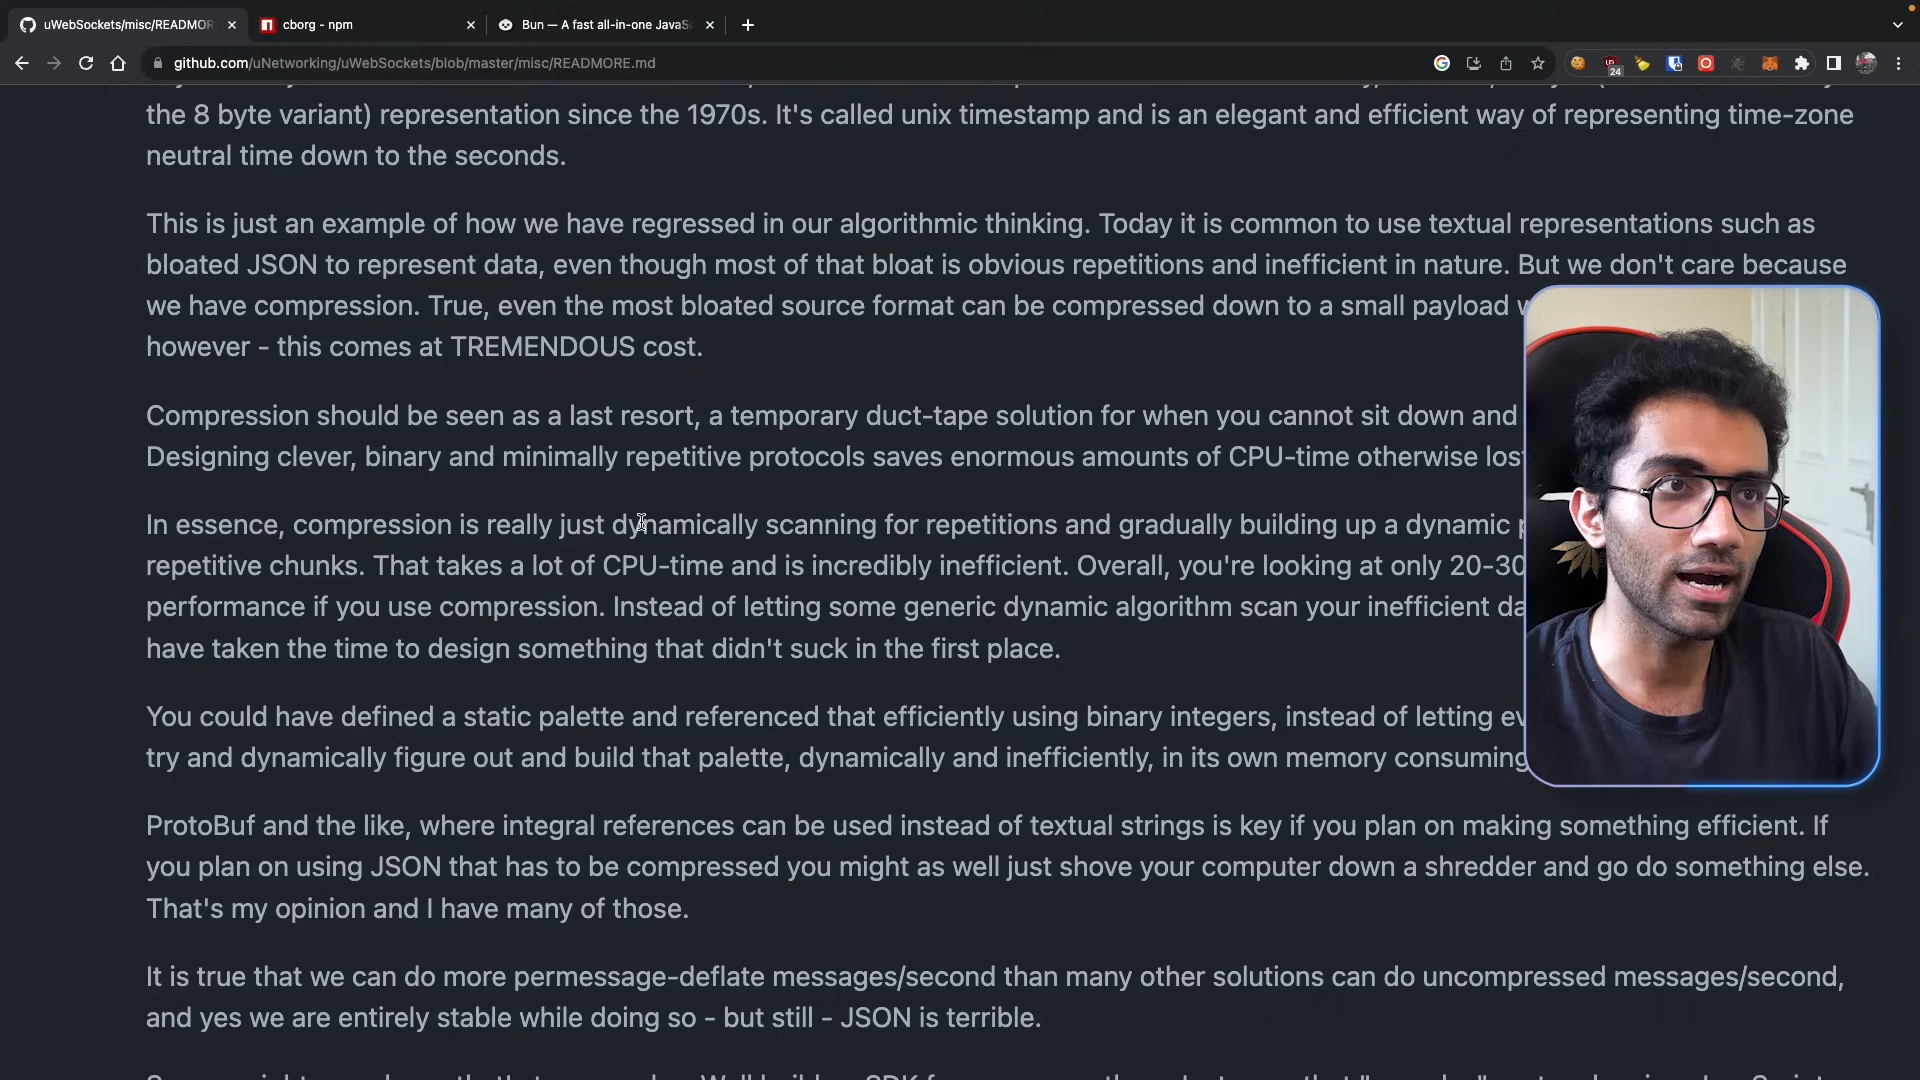 uWebSockets/misc/READMOR
cborg - npm
Bun — A fast all-in-one JavaSc
github.com/uNetworking/uWebSockets/blob/master/misc/READMORE.md
24
the 8 byte variant) representation since the 1970s. It's called unix timestamp and is an elegant and efficient way of representing time-zone
neutral time down to the seconds.
This is just an example of how we have regressed in our algorithmic thinking. Today it is common to use textual representations such as
bloated JSON to represent data, even though most of that bloat is obvious repetitions and inefficient in nature. But we don't care because
we have compression. True, even the most bloated source format can be compressed down to a small payload
however - this comes at TREMENDOUS cost.
Compression should be seen as a last resort, a temporary duct-tape solution for when you cannot sit down and
Designing clever, binary and minimally repetitive protocols saves enormous amounts of CPU-time otherwise lost
In essence, compression is really just dynamically scanning for repetitions and gradually building up a dynamic
repetitive chunks. That takes a lot of CPU-time and is incredibly inefficient. Overall, you're looking at only 20-30
performance if you use compression. Instead of letting some generic dynamic algorithm scan your inefficient
have taken the time to design something that didn't suck in the first place.
You could have defined a static palette and referenced that efficiently using binary integers, instead of letting
try and dynamically figure out and build that palette, dynamically and inefficiently, in its own memory consuming
ProtoBuf and the like, where integral references can be used instead of textual strings is key if you plan on making something efficient. If
you plan on using JSON that has to be compressed you might as well just shove your computer down a shredder and go do something else.
That's my opinion and I have many of those.
It is true that we can do more permessage-deflate messages/second than many other solutions can do uncompressed messages/second,
and yes we are entirely stable while doing so - but still - JSON is terrible.